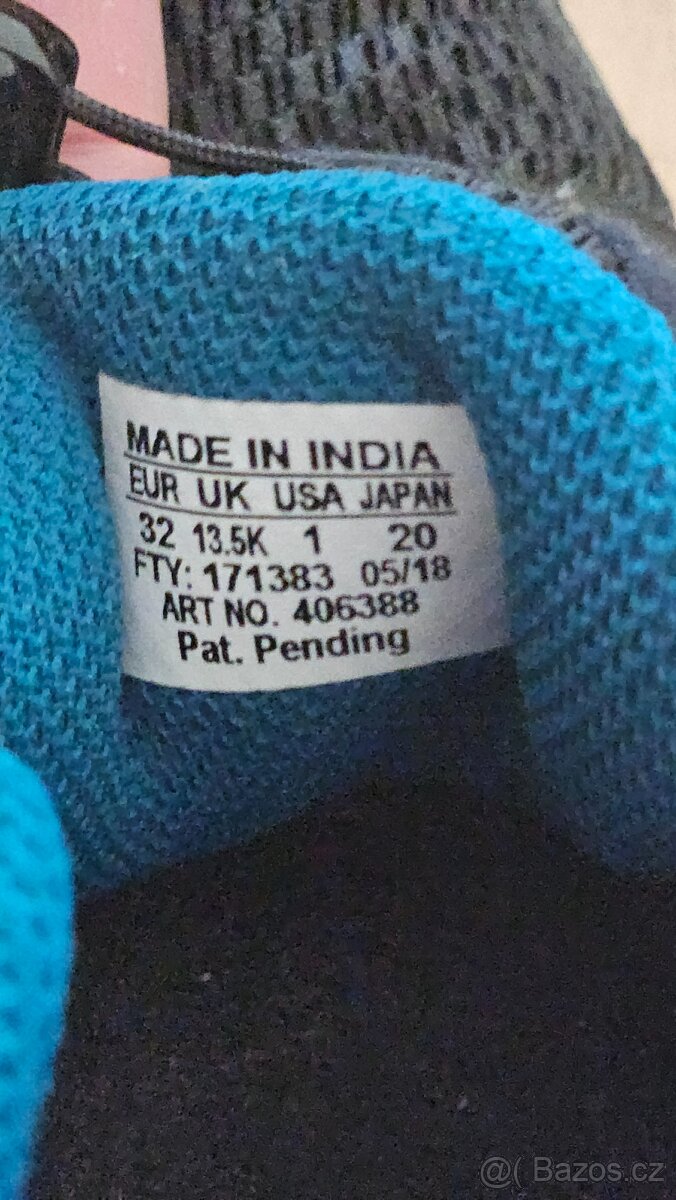 MADE IN INDIA
EUR UK USA JAPAN
32 13.5K 1 20
FTY: 171383 05/18
ART NO. 406388
Pat. Pending
@( Bazos.cz